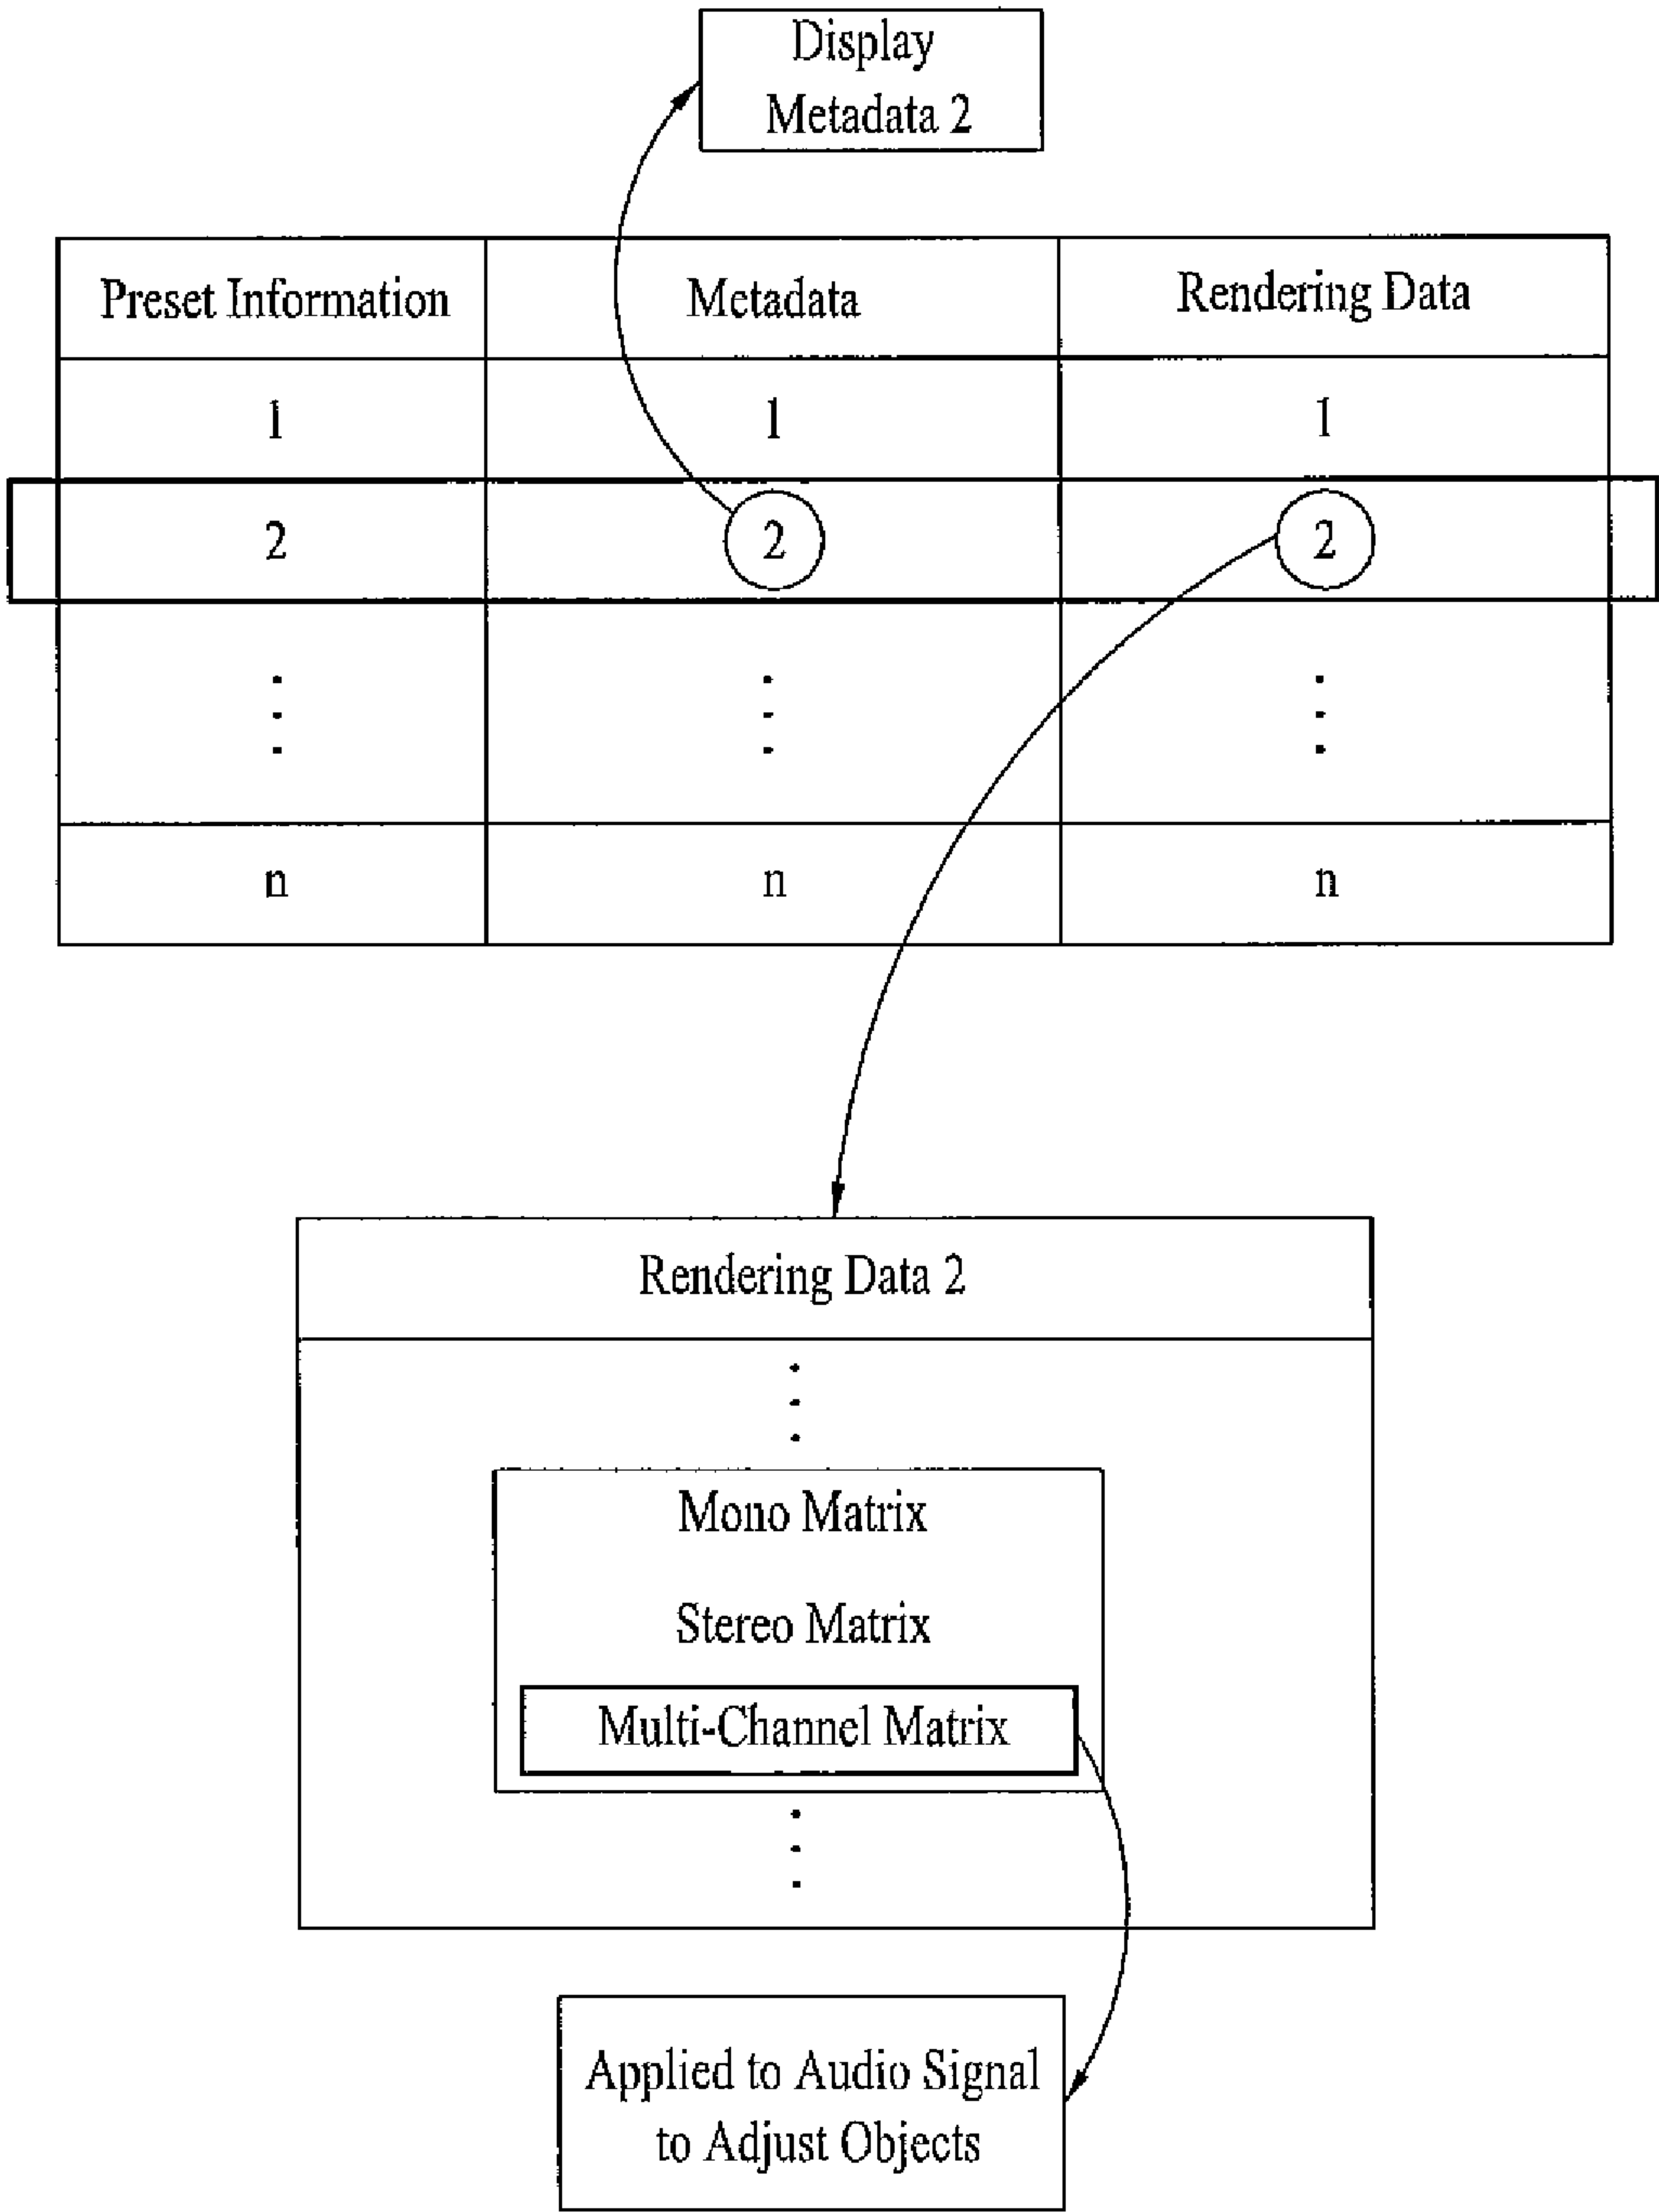 Display
Metadata 2
Preset Information Metadata Rendering Data
1 1 1
2 2 2
n n n
Rendering Data 2
Mono Matrix
Stereo Matrix
Multi-Channel Matrix
Applied to Audio Signal
to Adjust Objects